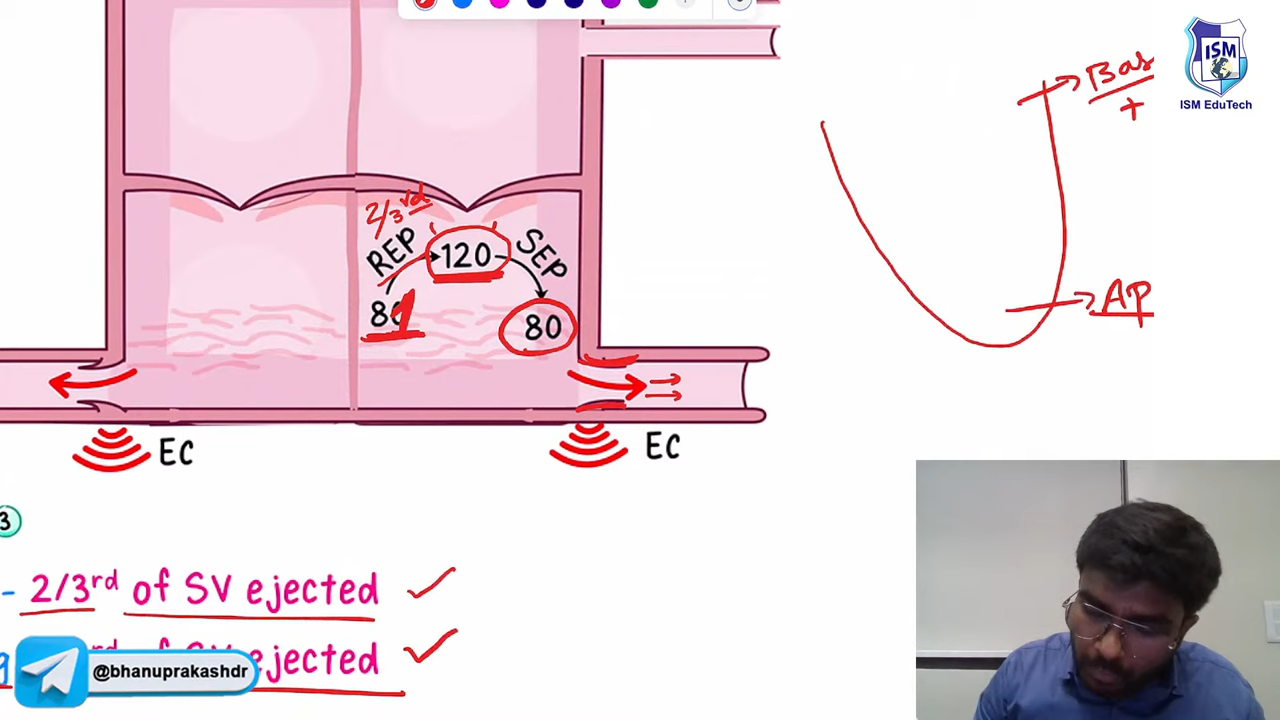 ISM
ISM EduTech
Bas
+
2/3rd
REP
120
SEP
80
80
Ap
EC
EC
3
- 2/3rd of SV ejected
ejected
@bhanuprakashdr